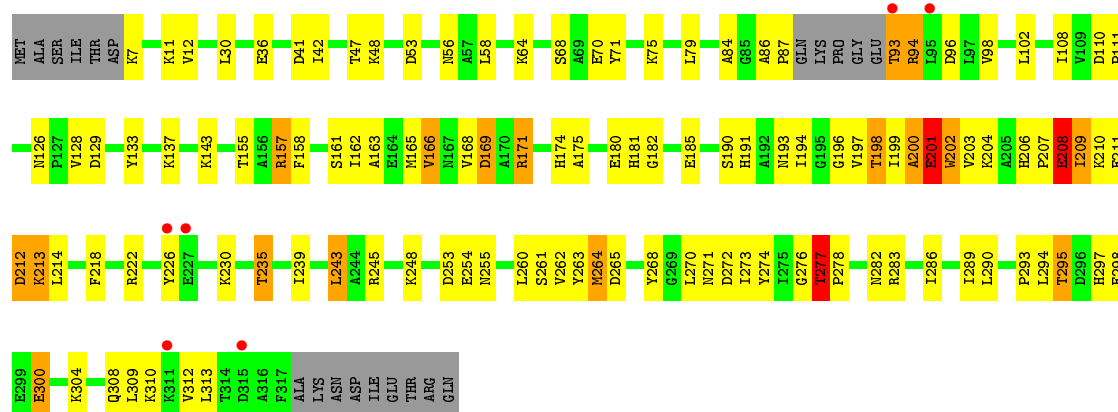 MET ALA SER ILE THR ASP K7 K11 V12 L30 E36 D41 I42 T47 K48 D53 N56 A57 L58 K64 S68 A69 E70 Y71 K75 L79 A84 G85 A86 P87 GLN LYS PRO GLY GLU T93 R94 L95 D96 L97 V98 L102 I108 V109 D110 P111
N126 P127 V128 D129 Y133 K137 K143 T155 A156 R157 F158 S161 I162 A163 E164 M165 V166 N167 V168 D169 A170 R171 H174 A175 E180 H181 G182 E185 S190 H191 A192 N193 I194 G195 G196 V197 T198 I199 A200 E201 W202 V203 K204 A205 H206 P207 E208 I209 K210
D212 K213 L214 F218 R222 Y226 E227 K230 T235 I239 L243 A244 R245 K248 D253 E254 N255 L260 S261 V262 Y263 M264 D265 Y268 G269 L270 N271 D272 I273 Y274 I275 G276 T277 P278 N282 R283 I286 I289 L290 P293 L294 T295 D296 H297
E299 E300 K304 Q308 L309 K310 K311 V312 L313 T314 D315 A316 F317 ALA LYS ASN ASP ILE GLU THR ARG GLN